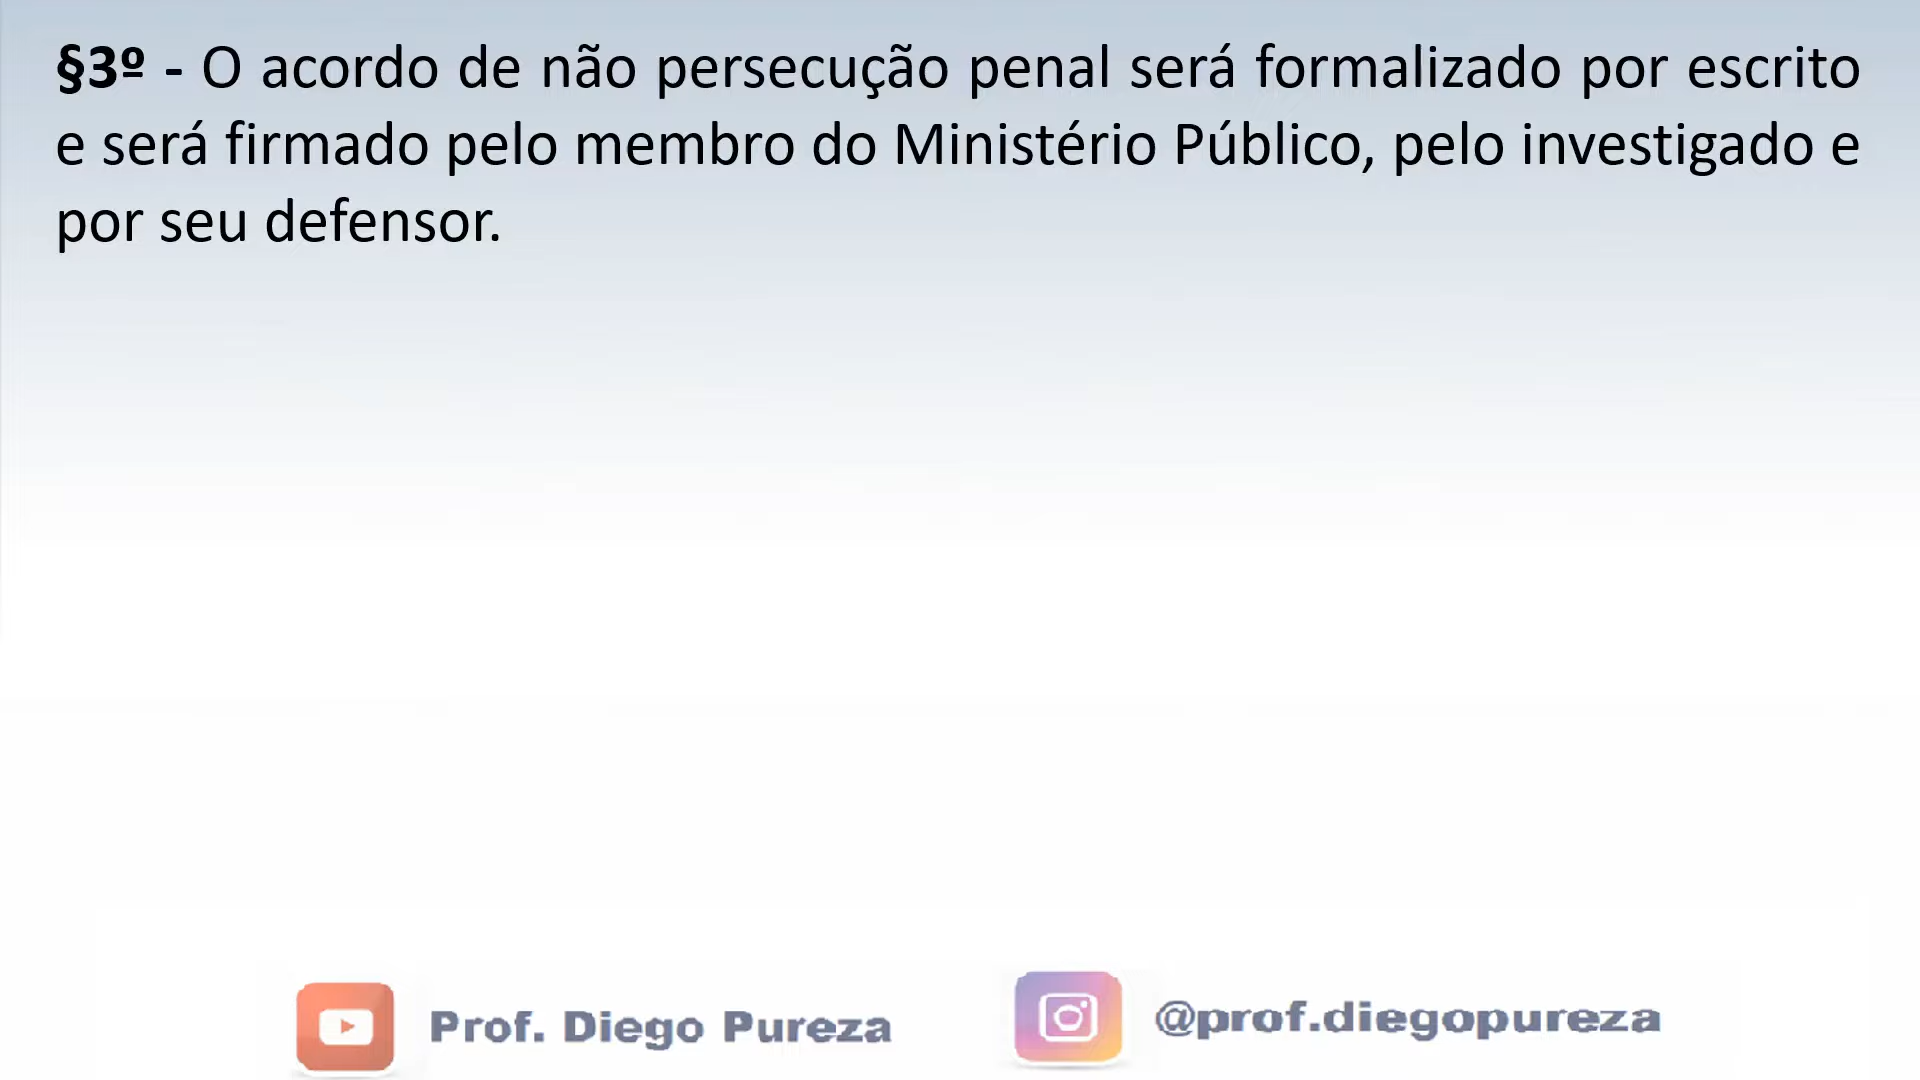 §3º - O acordo de não persecução penal será formalizado por escrito
e será firmado pelo membro do Ministério Público, pelo investigado e
por seu defensor.
Prof. Diego Pureza
@prof.diegopureza